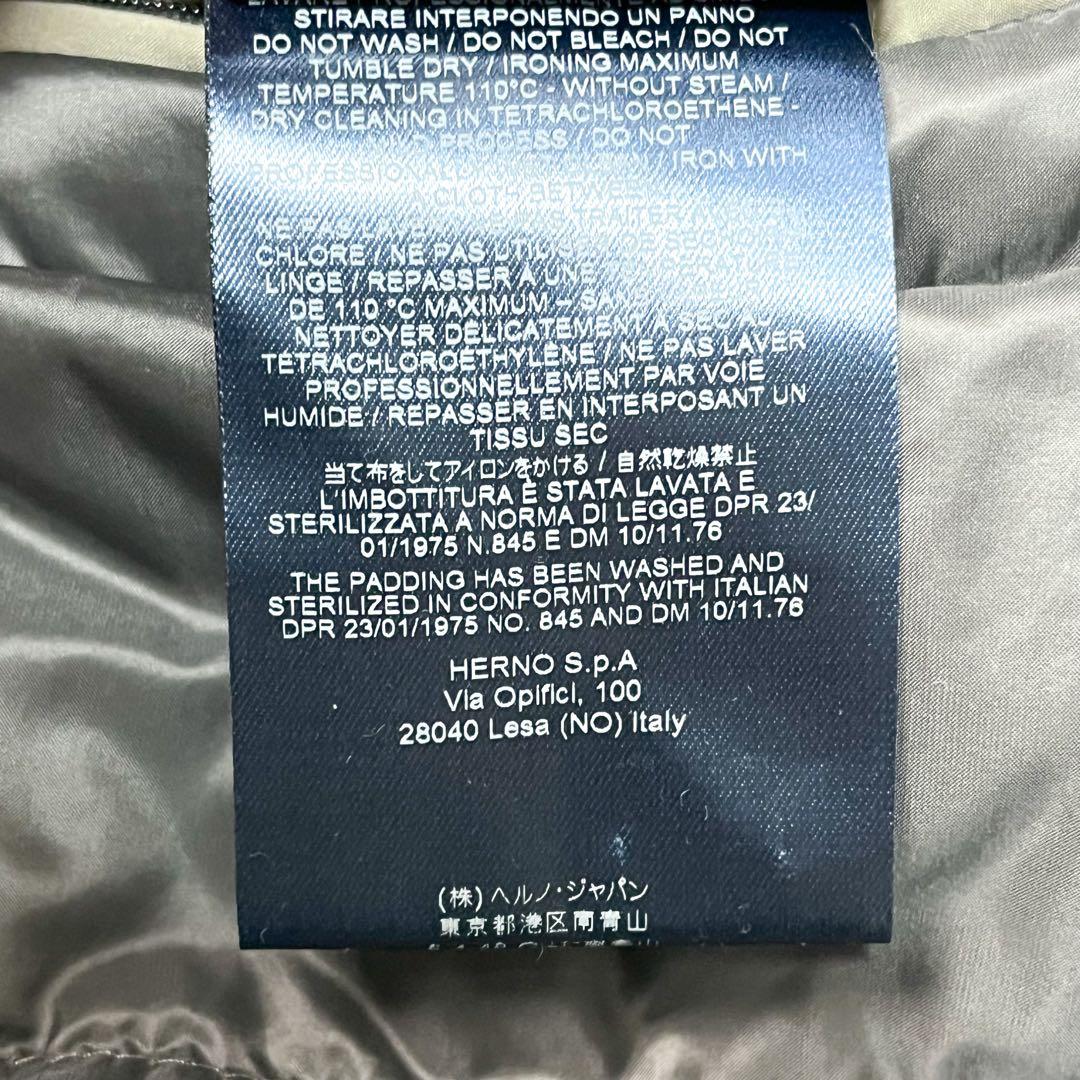 STIRARE INTERPONENDO UN PANNO
DO NOT WASH / DO NOT BLEACH / DO NOT
TUMBLE DRY / IRONING MAXIMUM
TEMPERATURE 110°C - WITHOUT STEAM /
DRY CLEANING IN TETRACHLOROETHENE -
PROCESS / DO NOT
/ IRON WITH
CLOTH
NE PAS
CHLORE / NE PAS DE
LINGE / REPASSER A UNE
DE 110 °C MAXIMUM –
NETTOYER DÉLICATEMENT À SEC AU
TÉTRACHLOROÉTHYLÈNE / NE PAS LAVER
PROFESSIONNELLEMENT PAR VOIE
HUMIDE / REPASSER EN INTERPOSANT UN
TISSU SEC
当て布をしてアイロンをかける / 自然乾燥禁止
L'IMBOTTITURA È STATA LAVATA E
STERILIZZATA A NORMA DI LEGGE DPR 23/
01/1975 N.845 E DM 10/11.76
THE PADDING HAS BEEN WASHED AND
STERILIZED IN CONFORMITY WITH ITALIAN
DPR 23/01/1975 NO. 845 AND DM 10/11.76
HERNO S.p.A
Via Opifici, 100
28040 Lesa (NO) Italy
(株)ヘルノ・ジャパン
東京都港区南青山